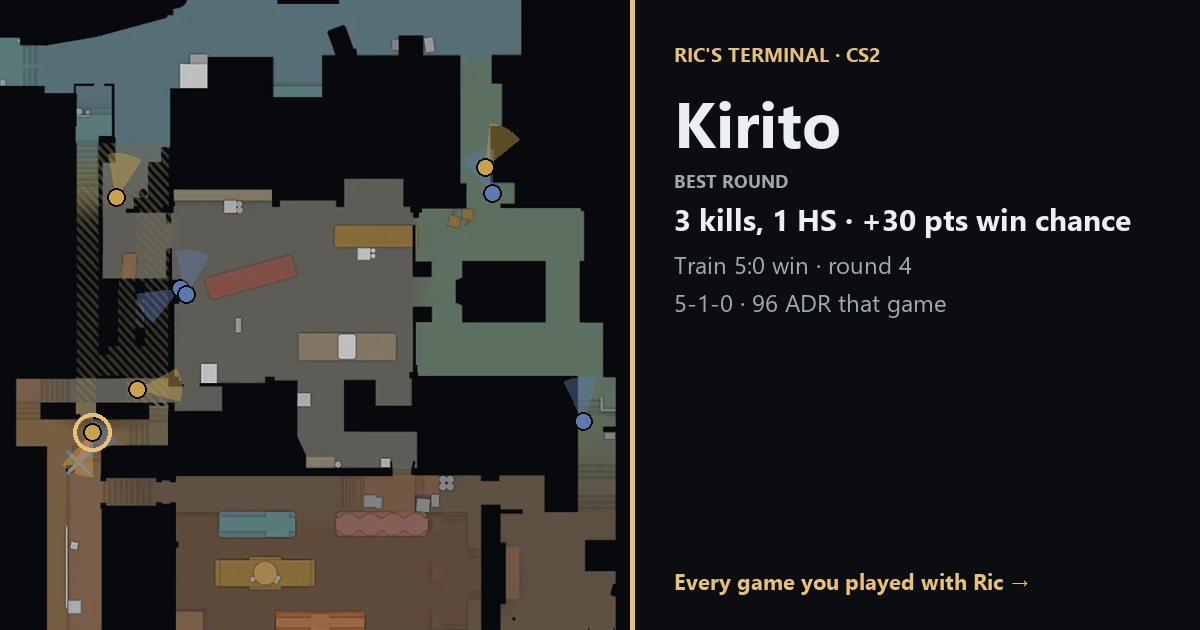 RIC'S TERMINAL · CS2
Kirito
BEST ROUND
3 kills, 1 HS · +30 pts win chance
Train 5:0 win · round 4
5-1-0 · 96 ADR that game
Every game you played with Ric →